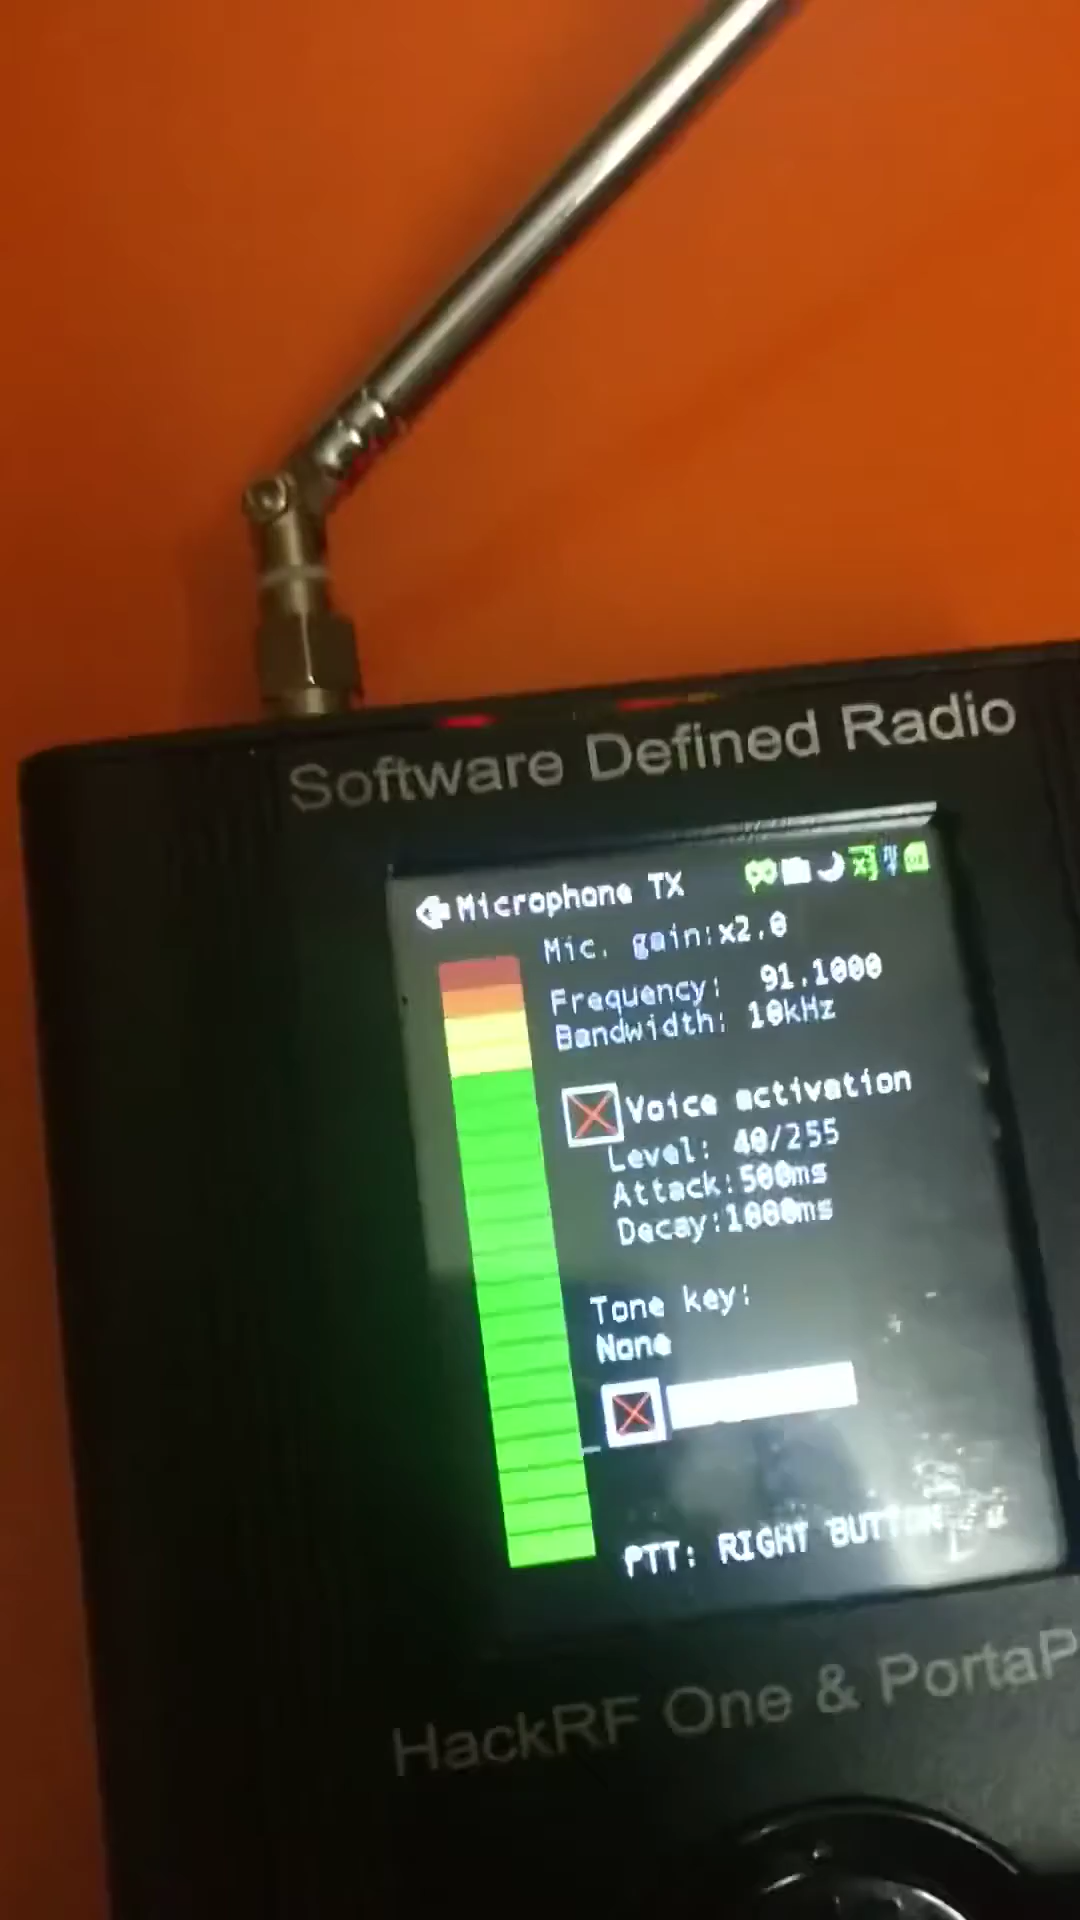 Software Defined Radio
Microphone TX
Mic. gain:x2.0
Frequency: 91.1000
Bandwidth: 10kHz
Voice activation
Level: 40/255
Attack:500ms
Decay:1000ms
Tone key:
None
PTT: RIGHT BUTTON
HackRF One & PortaP